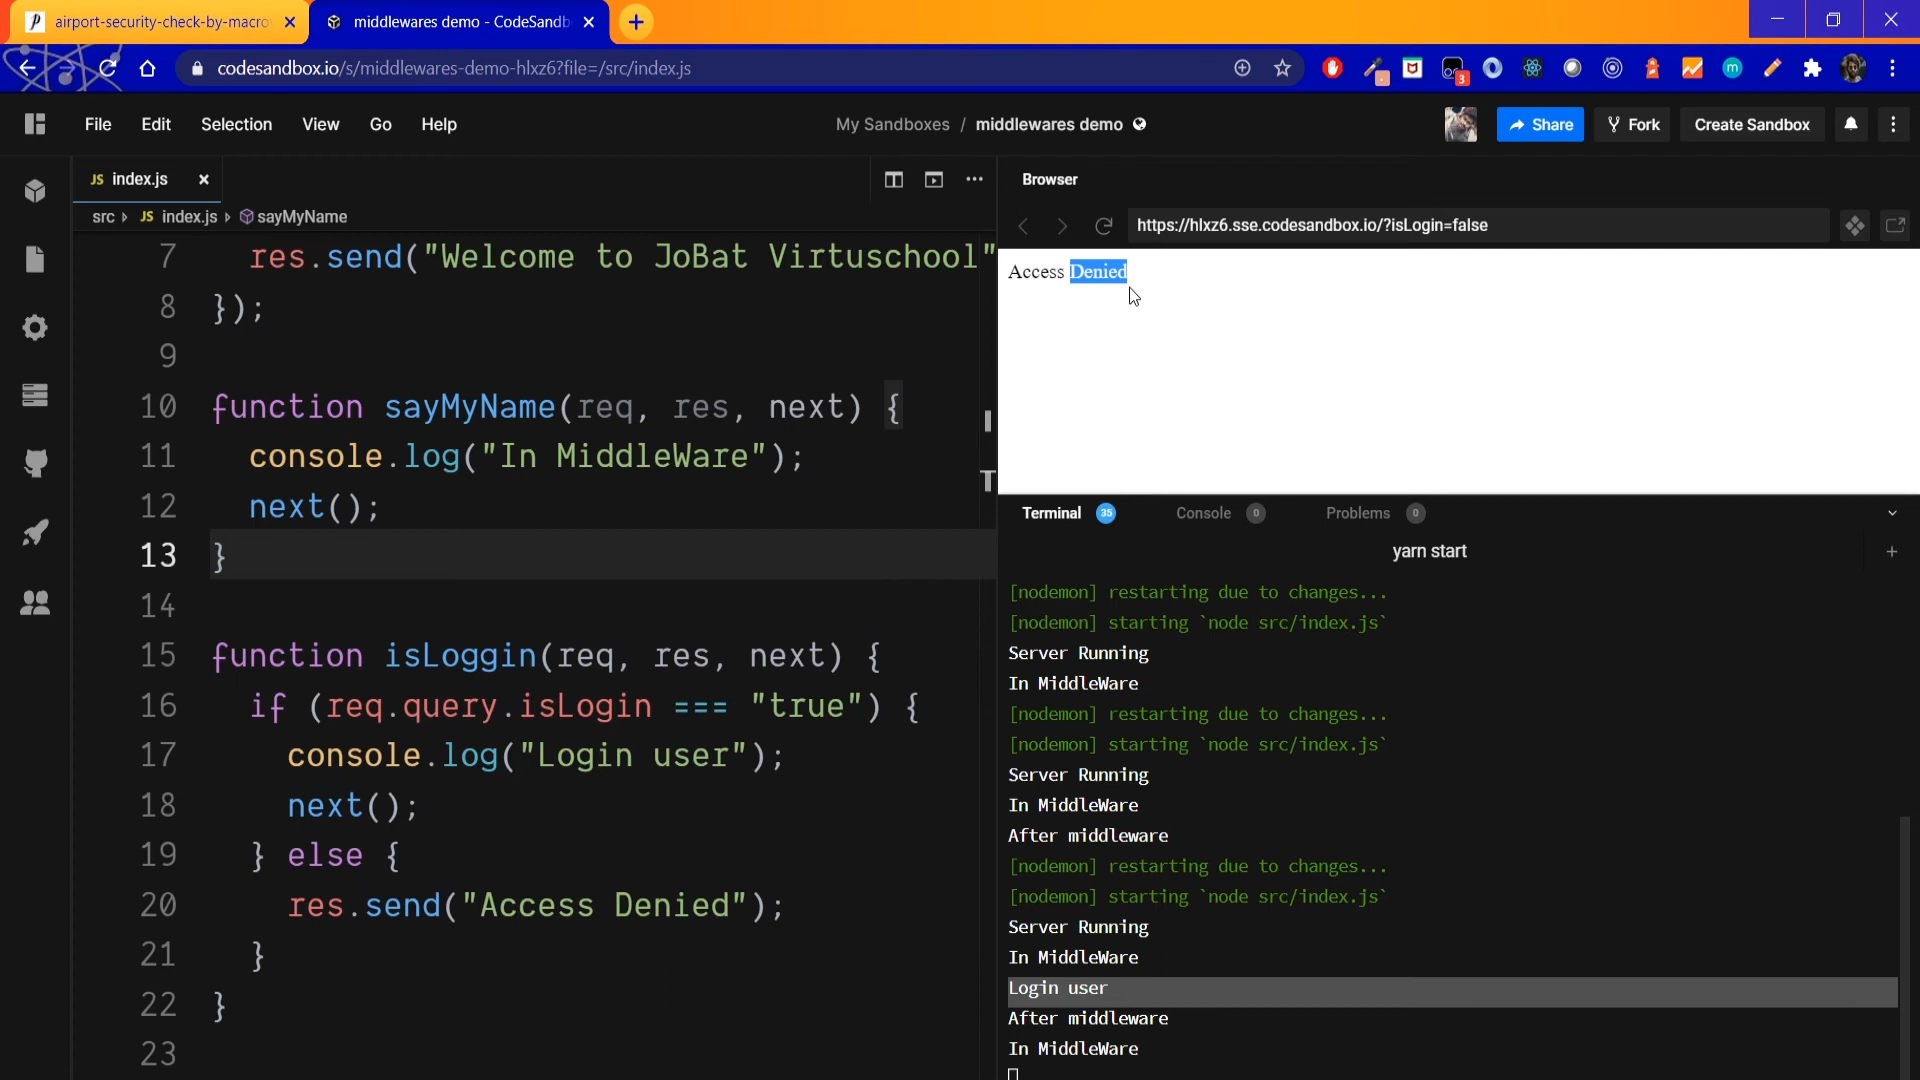 airport-security-check-by-macro
middlewares demo - CodeSandb
codesandbox.io/s/middlewares-demo-hlxz6?file=/src/index.js
3
m
File Edit Selection View Go Help
My Sandboxes / middlewares demo
Share
Fork
Create Sandbox
JS index.js
src JS index.js sayMyName
7 res.send("Welcome to JoBat Virtuschool"
8 });
9
10 function sayMyName(req, res, next) {
11 console.log("In MiddleWare");
12 next();
13 }
14
15 function isLoggin(req, res, next) {
16 if (req.query.isLogin === "true") {
17 console.log("Login user");
18 next();
19 } else {
20 res.send("Access Denied");
21 }
22 }
23
Browser
https://hlxz6.sse.codesandbox.io/?isLogin=false
Access Denied
Terminal 35 Console 0 Problems 0
yarn start
[nodemon] restarting due to changes...
[nodemon] starting `node src/index.js`
Server Running
In MiddleWare
[nodemon] restarting due to changes...
[nodemon] starting `node src/index.js`
Server Running
In MiddleWare
After middleware
[nodemon] restarting due to changes...
[nodemon] starting `node src/index.js`
Server Running
In MiddleWare
Login user
After middleware
In MiddleWare